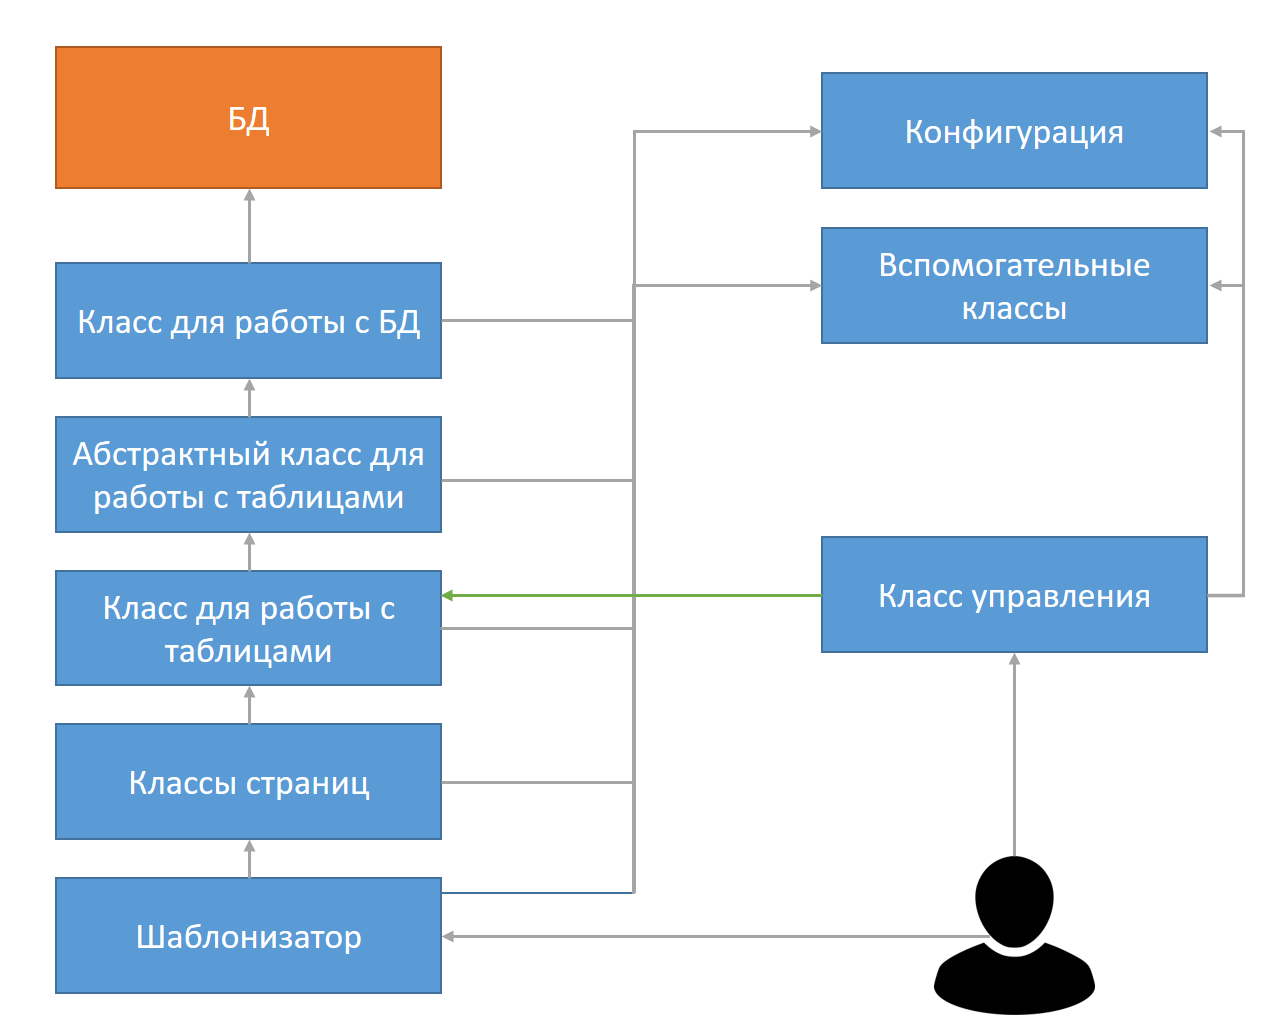 БД
Класс для работы с БД
Абстрактный класс для
работы с таблицами
Класс для работы с
таблицами
Классы страниц
Шаблонизатор
Конфигурация
Вспомогательные
классы
Класс управления